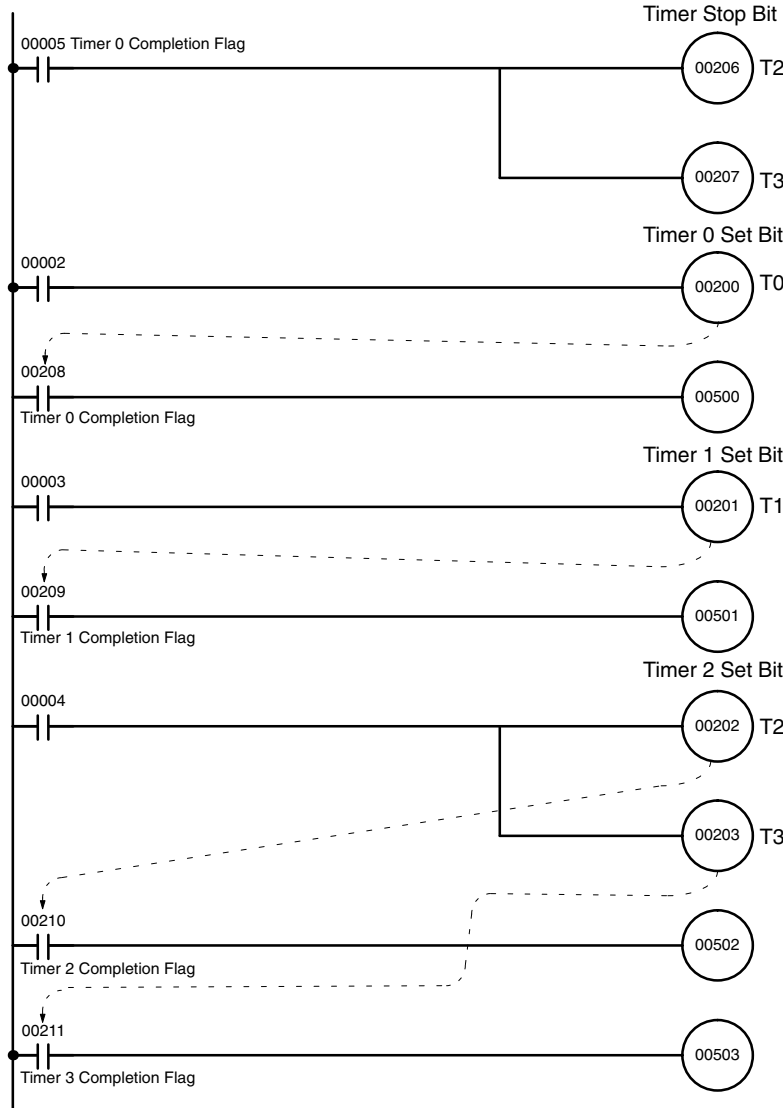 Timer Stop Bit
00005 Timer 0 Completion Flag
00206 T2
00207 T3
Timer 0 Set Bit
00002
00200 T0
00208
00500
Timer 0 Completion Flag
Timer 1 Set Bit
00003
00201 T1
00209
00501
Timer 1 Completion Flag
Timer 2 Set Bit
00004
00202 T2
00203 T3
00210
00502
Timer 2 Completion Flag
00211
00503
Timer 3 Completion Flag